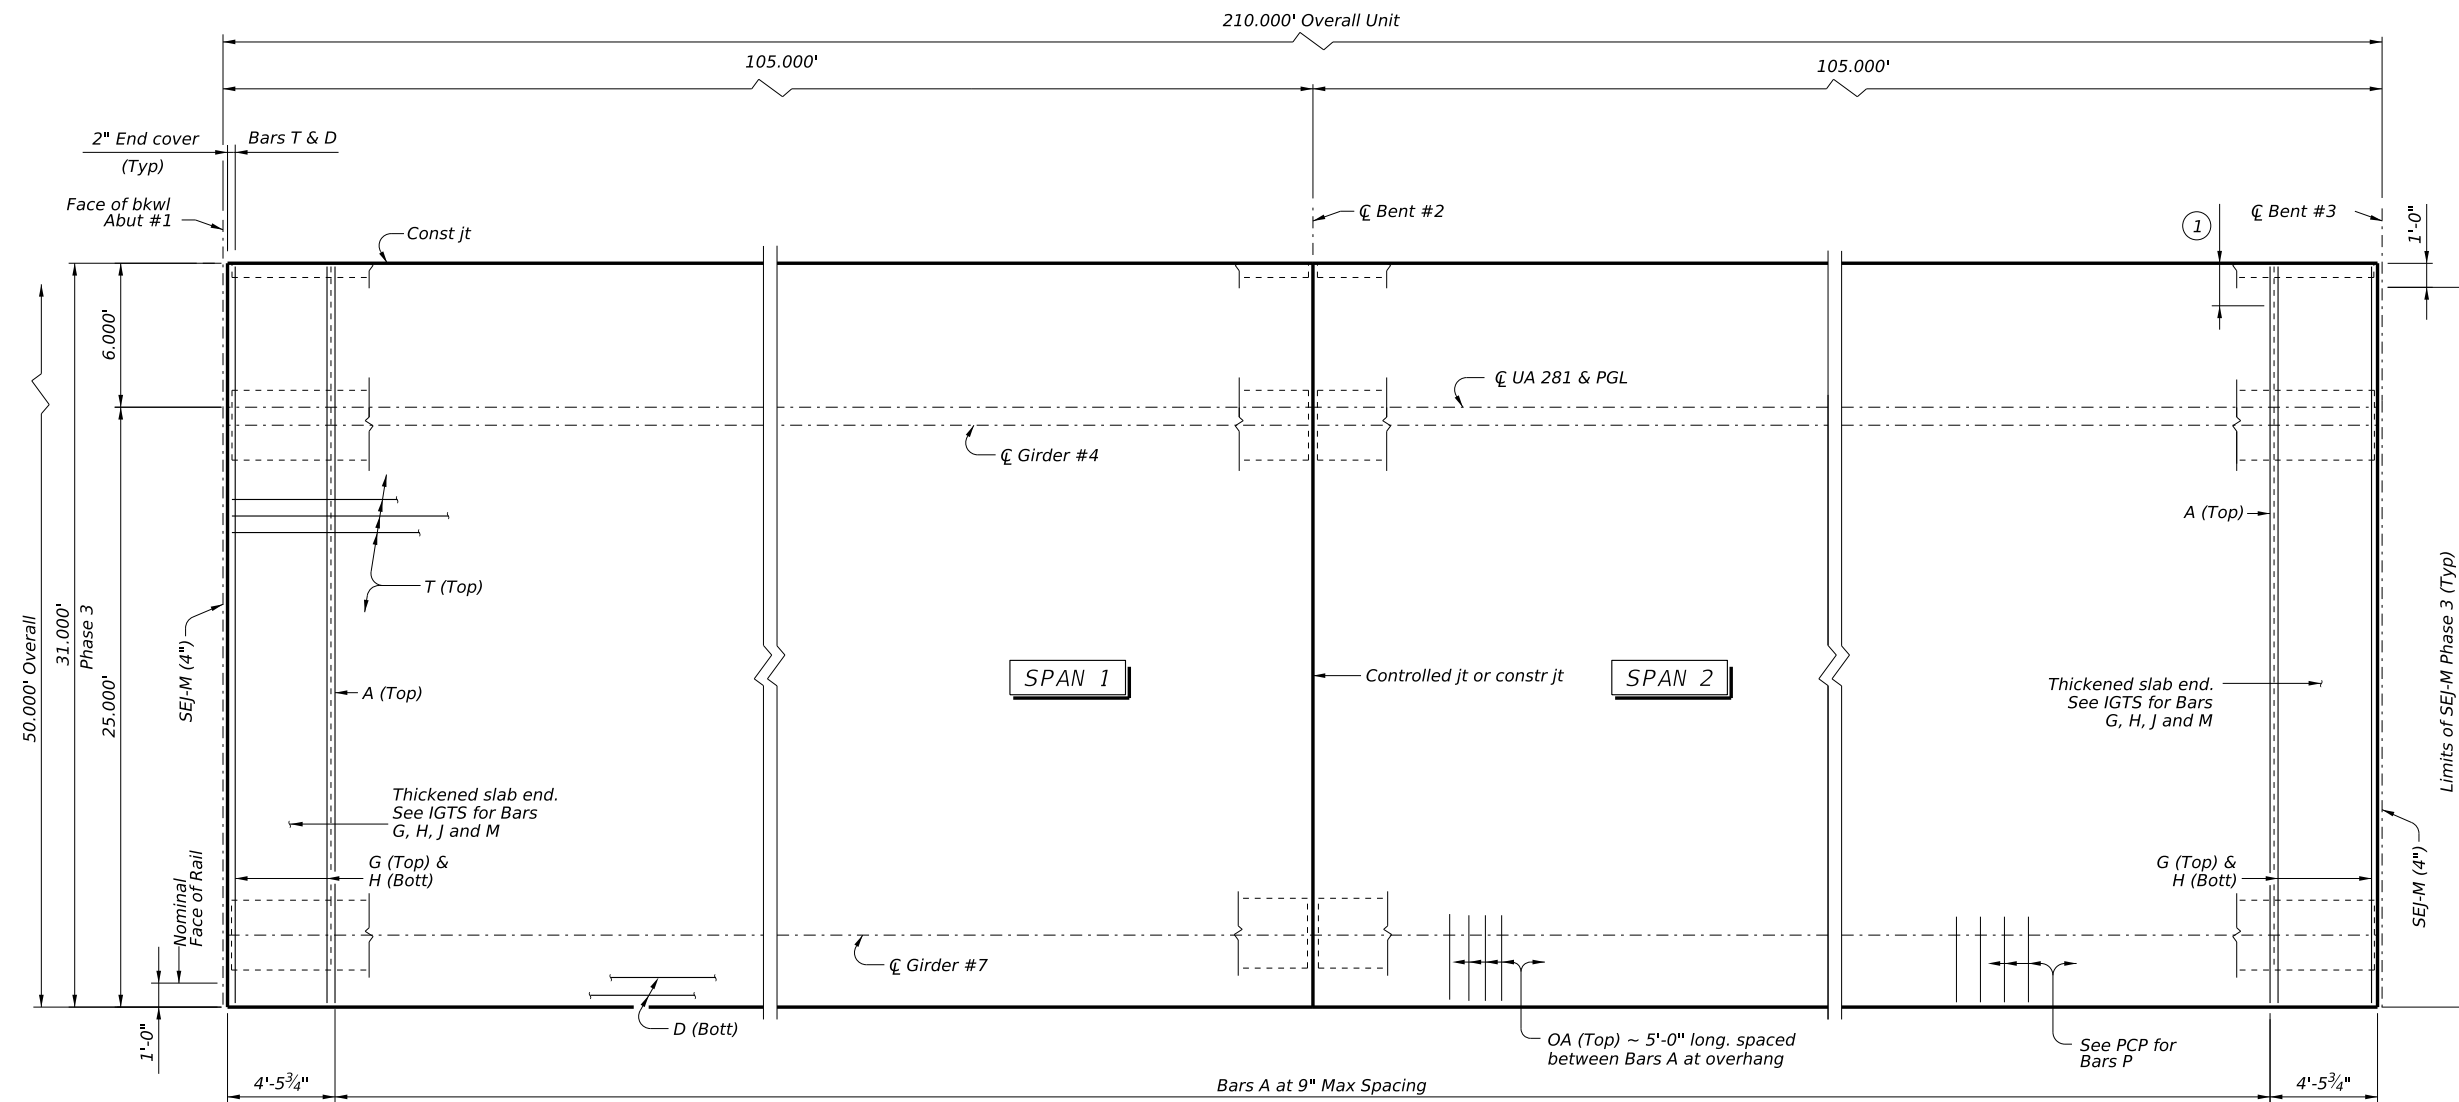 210.000' Overall Unit
105.000'
105.000'
2" End cover
(Typ)
Bars T & D
Face of bkwl
Abut #1
Const jt
℄ Bent #2
1
℄ Bent #3
1'-0"
6.000'
℄ UA 281 & PGL
℄ Girder #4
A (Top)
T (Top)
50.000' Overall
31.000'
Phase 3
25.000'
SEJ-M (4")
A (Top)
SPAN 1
Controlled jt or constr jt
SPAN 2
Thickened slab end.
See IGTS for Bars
G, H, J and M
Limits of SEJ-M Phase 3 (Typ)
Thickened slab end.
See IGTS for Bars
G, H, J and M
G (Top) &
H (Bott)
Nominal
Face of Rail
G (Top) &
H (Bott)
SEJ-M (4")
℄ Girder #7
1'-0"
D (Bott)
OA (Top) ~ 5'-0" long. spaced
between Bars A at overhang
See PCP for
Bars P
4'-5¾"
Bars A at 9" Max Spacing
4'-5¾"